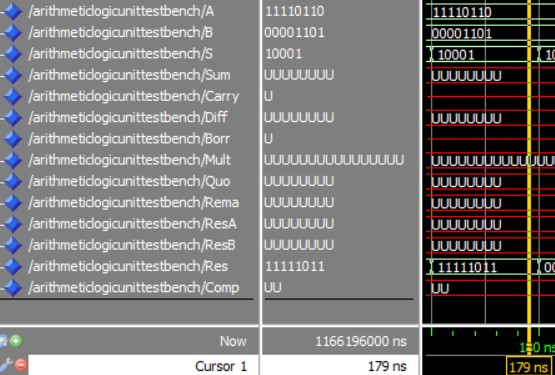 /arithmeticlogicunittestbench/A 11110110 11110110
/arithmeticlogicunittestbench/B 00001101 00001101
/arithmeticlogicunittestbench/S 10001 10001 10
/arithmeticlogicunittestbench/Sum UUUUUUUU UUUUUUUU
/arithmeticlogicunittestbench/Carry U
/arithmeticlogicunittestbench/Diff UUUUUUUU UUUUUUUU
/arithmeticlogicunittestbench/Borr U
/arithmeticlogicunittestbench/Mult UUUUUUUUUUUUUUUU UUUUUUUUUUUUUU
/arithmeticlogicunittestbench/Quo UUUUUUUU UUUUUUUU
/arithmeticlogicunittestbench/Rema UUUUUUUU UUUUUUUU
/arithmeticlogicunittestbench/ResA UUUUUUUU UUUUUUUU
/arithmeticlogicunittestbench/ResB UUUUUUUU UUUUUUUU
/arithmeticlogicunittestbench/Res 11111011 11111011 00
/arithmeticlogicunittestbench/Comp UU UU
Now 1166196000 ns 180 ns
Cursor 1 179 ns 179 ns